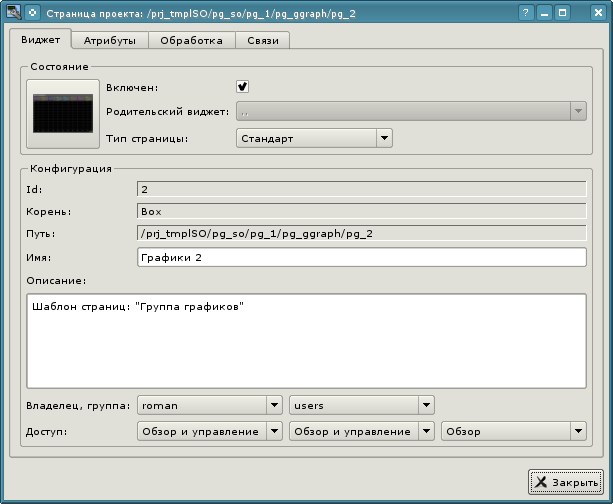 Страница проекта: /prj_tmplSO/pg_so/pg_1/pg_ggraph/pg_2
Виджет Атрибуты Обработка Связи
Состояние
Включен:
Родительский виджет: ..
Тип страницы: Стандарт
Конфигурация
Id: 2
Корень: Box
Путь: /prj_tmplSO/pg_so/pg_1/pg_ggraph/pg_2
Имя: Графики 2
Описание:
Шаблон страниц: "Группа графиков"
Владелец, группа: roman users
Доступ: Обзор и управление Обзор и управление Обзор
Закрыть